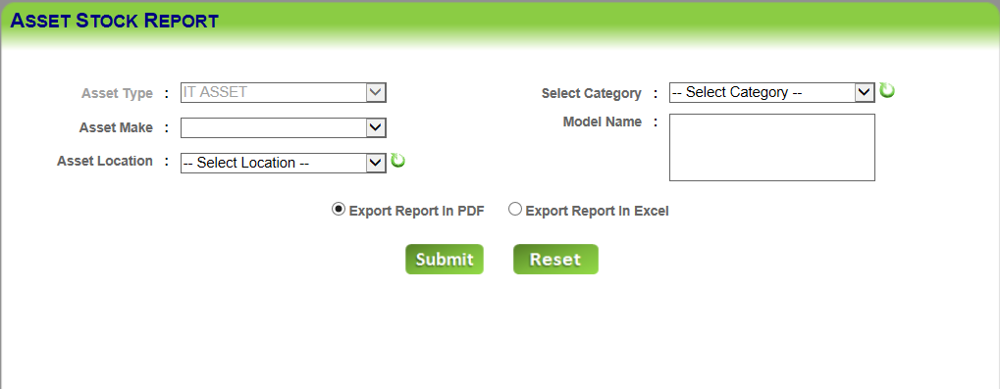 ASSET STOCK REPORT
Asset Type : IT ASSET
Select Category : -- Select Category --
Asset Make :
Model Name :
Asset Location : -- Select Location --
Export Report In PDF Export Report In Excel
Submit Reset